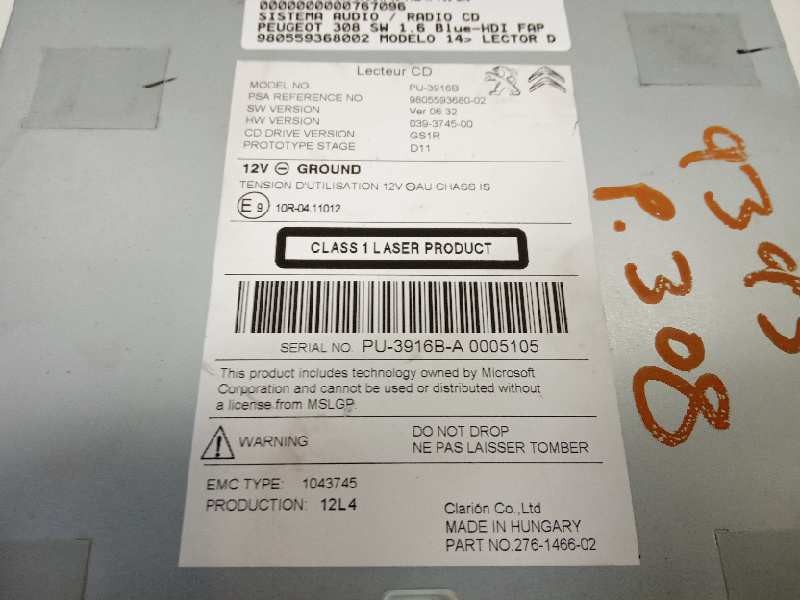 0000000000767096
SISTEMA AUDIO / RADIO CD
PEUGEOT 308 SW 1.6 Blue-HDI FAP
980559368002 MODELO 14> LECTOR D
Lecteur CD
MODEL NO. PU-3916B
PSA REFERENCE NO 9805593680-02
SW VERSION Ver 06.32
HW VERSION 039-3745-00
CD DRIVE VERSION GS1R
PROTOTYPE STAGE D11
12V ⊖ GROUND
TENSION D'UTILISATION 12V ⊖AU CHASSIS
E9 10R-04.11012
CLASS 1 LASER PRODUCT
SERIAL NO. PU-3916B-A 0005105
This product includes technology owned by Microsoft
Corporation and cannot be used or distributed without
a license from MSLGP.
WARNING DO NOT DROP
NE PAS LAISSER TOMBER
EMC TYPE: 1043745
PRODUCTION: 12L4
Clarion Co.,Ltd
MADE IN HUNGARY
PART NO.276-1466-02
P.308